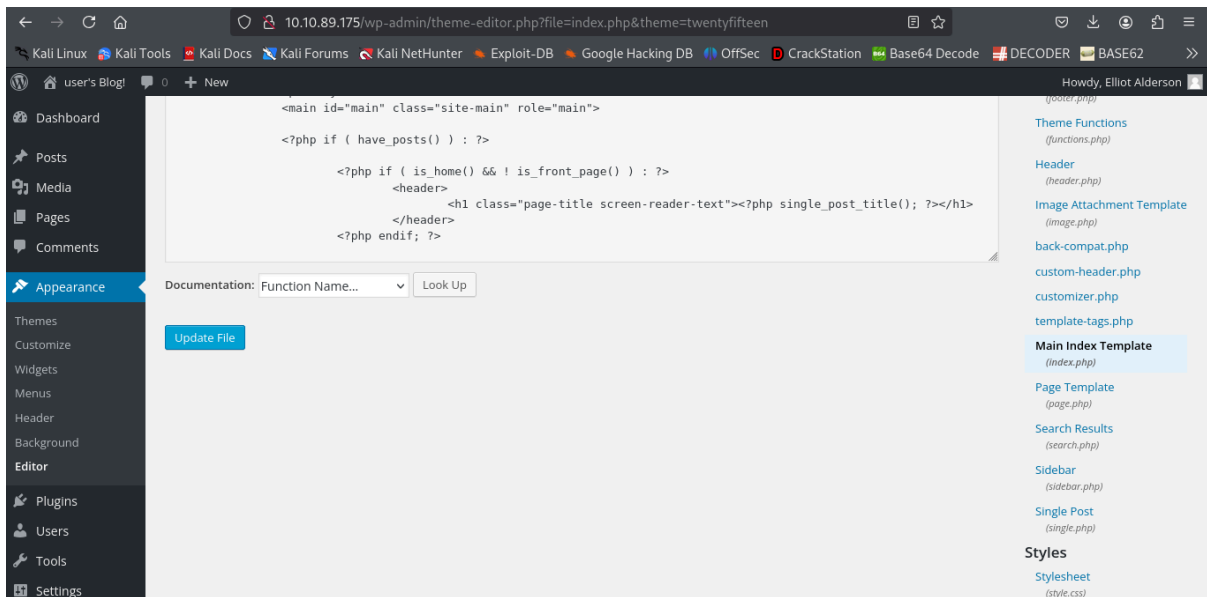 10.10.89.175/wp-admin/theme-editor.php?file=index.php&theme=twentyfifteen
Kali Linux Kali Tools Kali Docs Kali Forums Kali NetHunter Exploit-DB Google Hacking DB OffSec CrackStation Base64 Decode DECODER BASE62
user's Blog! 0 + New Howdy, Elliot Alderson
Dashboard
Posts
Media
Pages
Comments
Appearance
Themes
Customize
Widgets
Menus
Header
Background
Editor
Plugins
Users
Tools
Settings
<main id="main" class="site-main" role="main">
<?php if ( have_posts() ) : ?>
<?php if ( is_home() && ! is_front_page() ) : ?>
<header>
<h1 class="page-title screen-reader-text"><?php single_post_title(); ?></h1>
</header>
<?php endif; ?>
Documentation: Function Name... Look Up
Update File
(footer.php)
Theme Functions
(functions.php)
Header
(header.php)
Image Attachment Template
(image.php)
back-compat.php
custom-header.php
customizer.php
template-tags.php
Main Index Template
(index.php)
Page Template
(page.php)
Search Results
(search.php)
Sidebar
(sidebar.php)
Single Post
(single.php)
Styles
Stylesheet
(style.css)